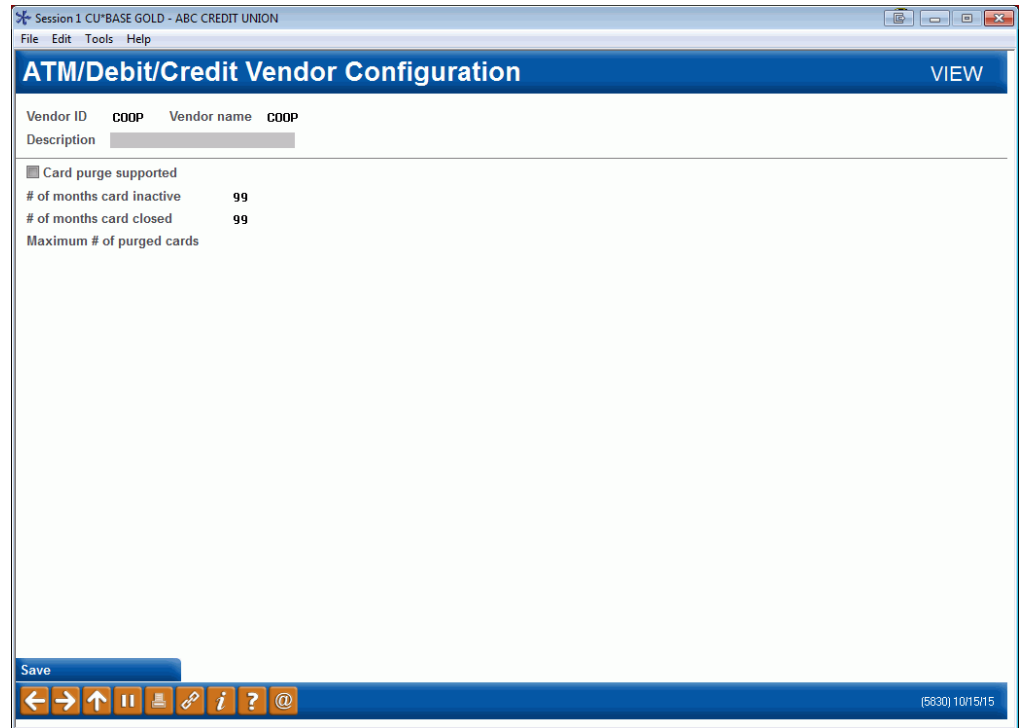 Session 1 CU*BASE GOLD - ABC CREDIT UNION
File Edit Tools Help
ATM/Debit/Credit Vendor Configuration VIEW
Vendor ID COOP Vendor name COOP
Description
Card purge supported
# of months card inactive 99
# of months card closed 99
Maximum # of purged cards
Save
i ? @ (5830) 10/15/15